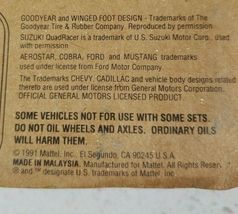 GOODYEAR and WINGED FOOT DESIGN - Trademarks of The
Goodyear Tire & Rubber Company. Reproduced by permission.
SUZUKI QuadRacer is a trademark of U.S. Suzuki Motor Corp., used
with permission
AEROSTAR, COBRA, FORD and MUSTANG trademarks
used under license from Ford Motor Company.
The Trademarks CHEVY, CADILLAC and vehicle body designs related
thereto are used under license from General Motors Corporation.
OFFICIAL GENERAL MOTORS LICENSED PRODUCT
SOME VEHICLES NOT FOR USE WITH SOME SETS.
DO NOT OIL WHEELS AND AXLES. ORDINARY OILS
WILL HARM THEM.
© 1991 Mattel, Inc. El Segundo, CA 90245 U.S.A.
MADE IN MALAYSIA. Manufactured for Mattel. All Rights Reser
® and ™ designate U.S. trademarks of Mattel, Inc